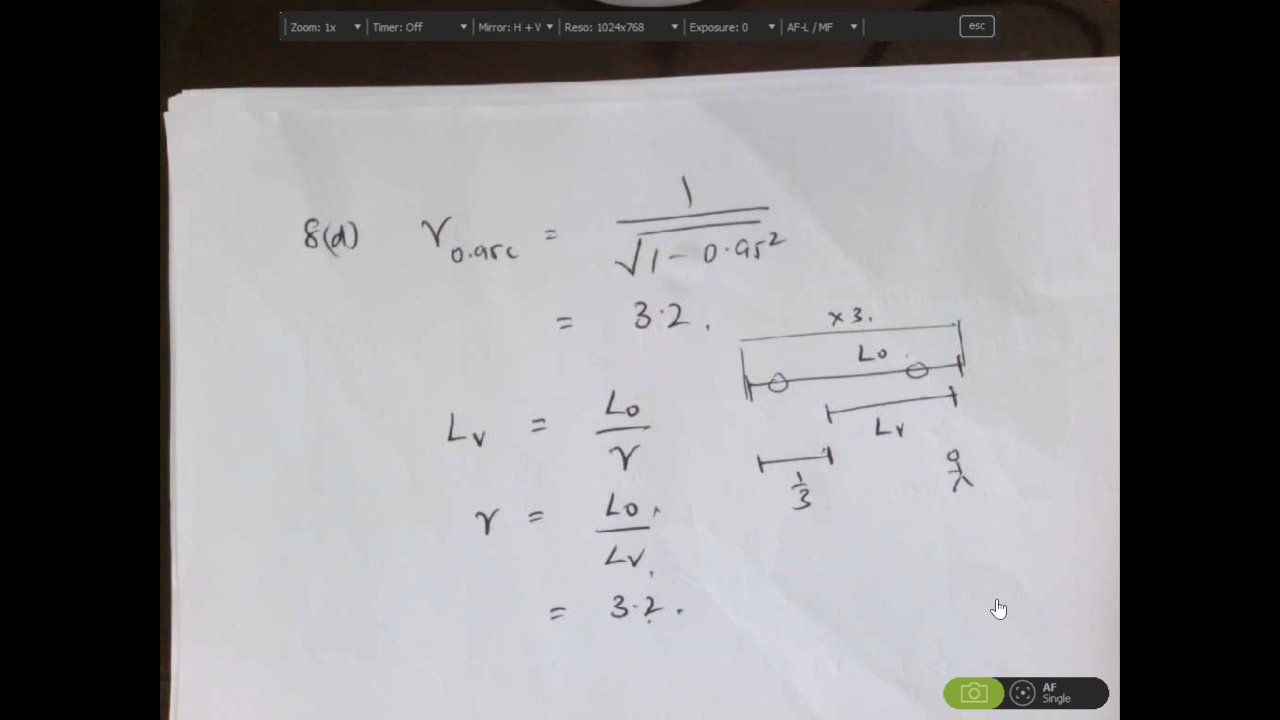 Zoom: 1x Timer: Off Mirror: H + V Reso: 1024x768 Exposure: 0 AF-L / MF esc
8(d) γ0.95c = 1 / √1 - 0.95²
= 3.2.
x 3.
L0
Lv = L0 / γ
Lv
1/3
γ = L0 / Lv
= 3.2.
AF
Single